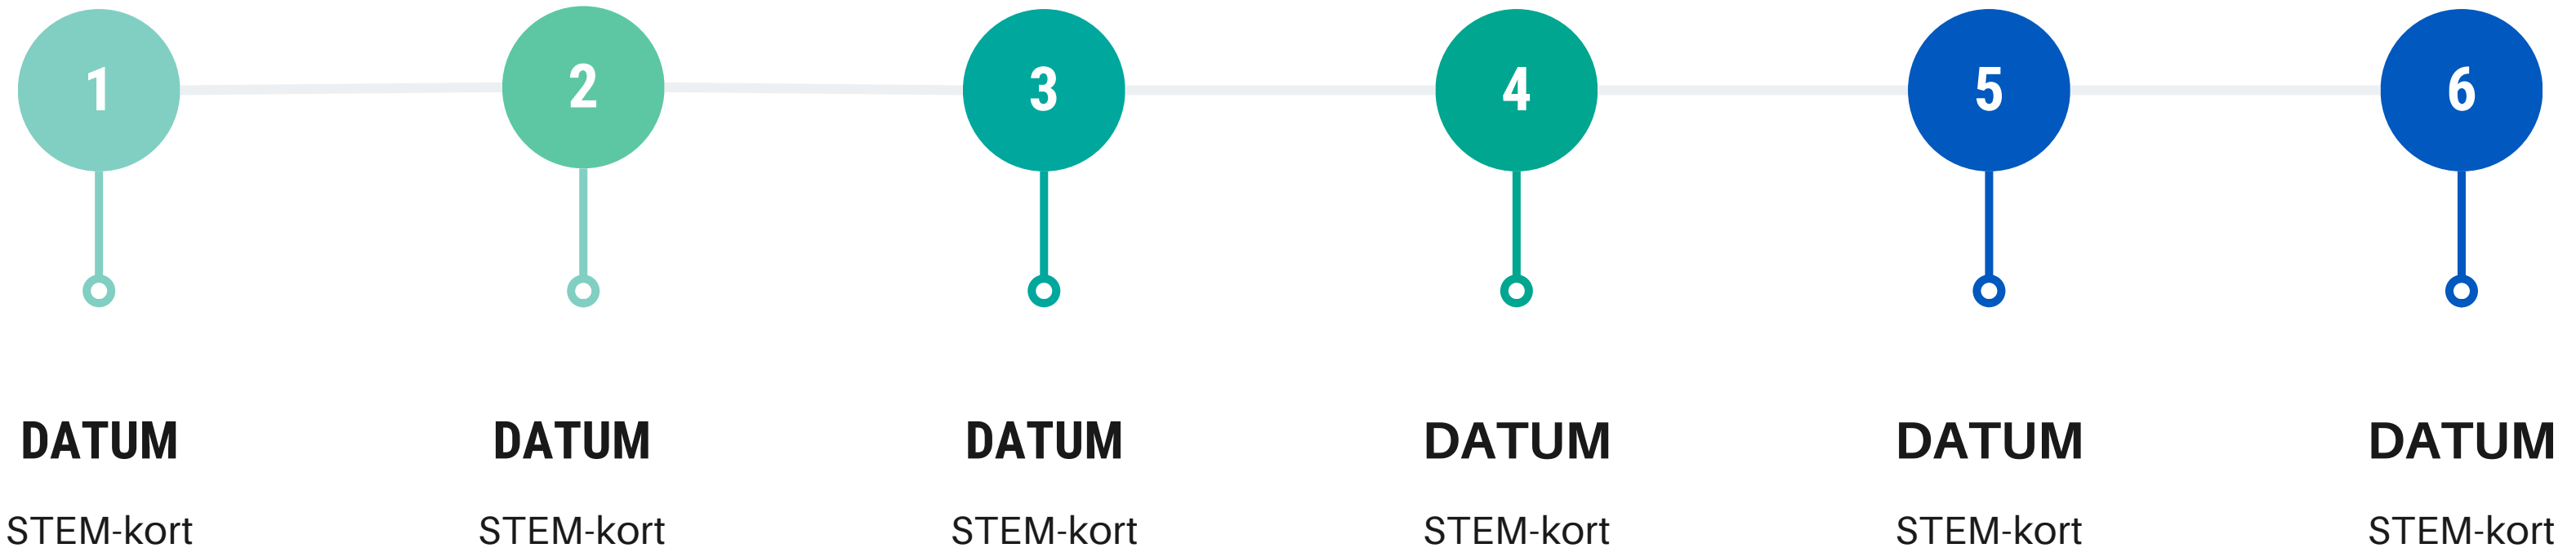 1 2 3 4 5 6
DATUM DATUM DATUM DATUM DATUM DATUM
STEM-kort STEM-kort STEM-kort STEM-kort STEM-kort STEM-kort